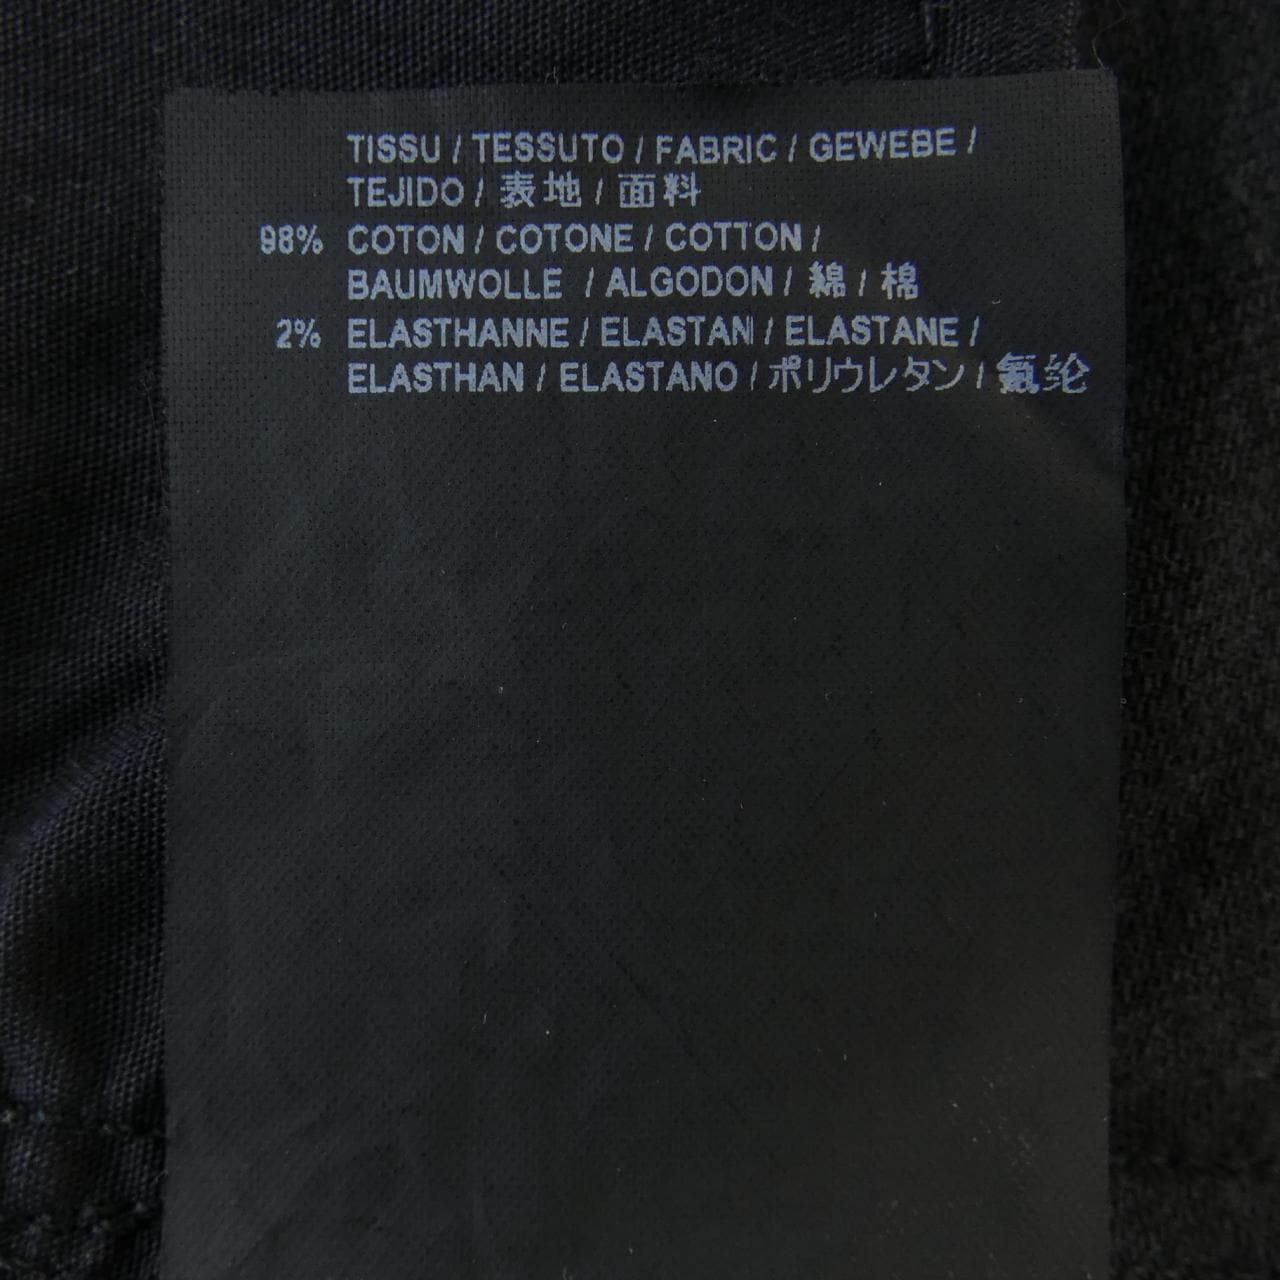 TISSU / TESSUTO / FABRIC / GEWEBE /
TEJIDO / 表地 / 面料
98% COTON / COTONE / COTTON /
BAUMWOLLE / ALGODON / 綿 / 棉
2% ELASTHANNE / ELASTAN / ELASTANE /
ELASTHAN / ELASTANO / ポリウレタン / 氨纶